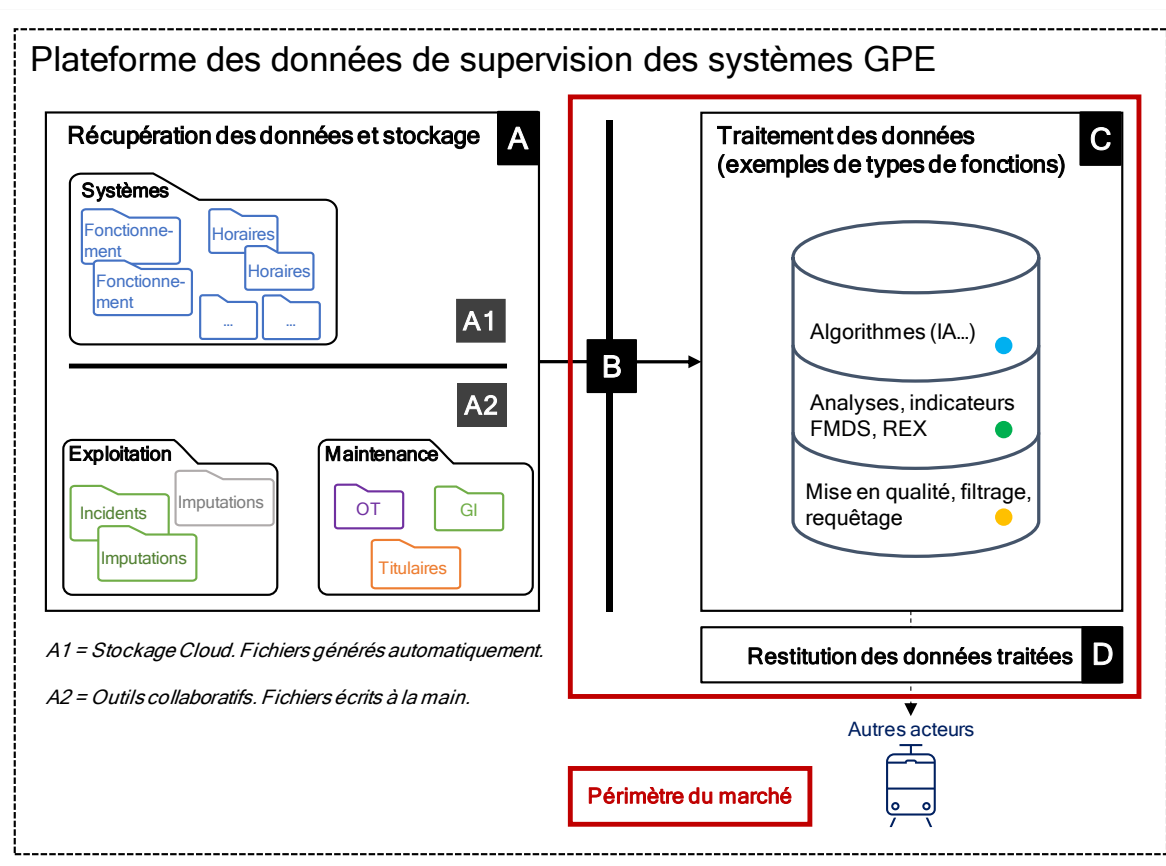 Plateforme des données de supervision des systèmes GPE
Récupération des données et stockage
A
Systèmes
Fonctionne-
ment
Fonctionne-
ment
Horaires
Horaires
...
...
A1
A2
Exploitation
Incidents
Imputations
Imputations
Maintenance
OT
GI
Titulaires
A1 = Stockage Cloud. Fichiers générés automatiquement.
A2 = Outils collaboratifs. Fichiers écrits à la main.
B
Traitement des données
(exemples de types de fonctions)
C
Algorithmes (IA...)
Analyses, indicateurs
FMDS, REX
Mise en qualité, filtrage,
requêtage
Restitution des données traitées
D
Autres acteurs
Périmètre du marché